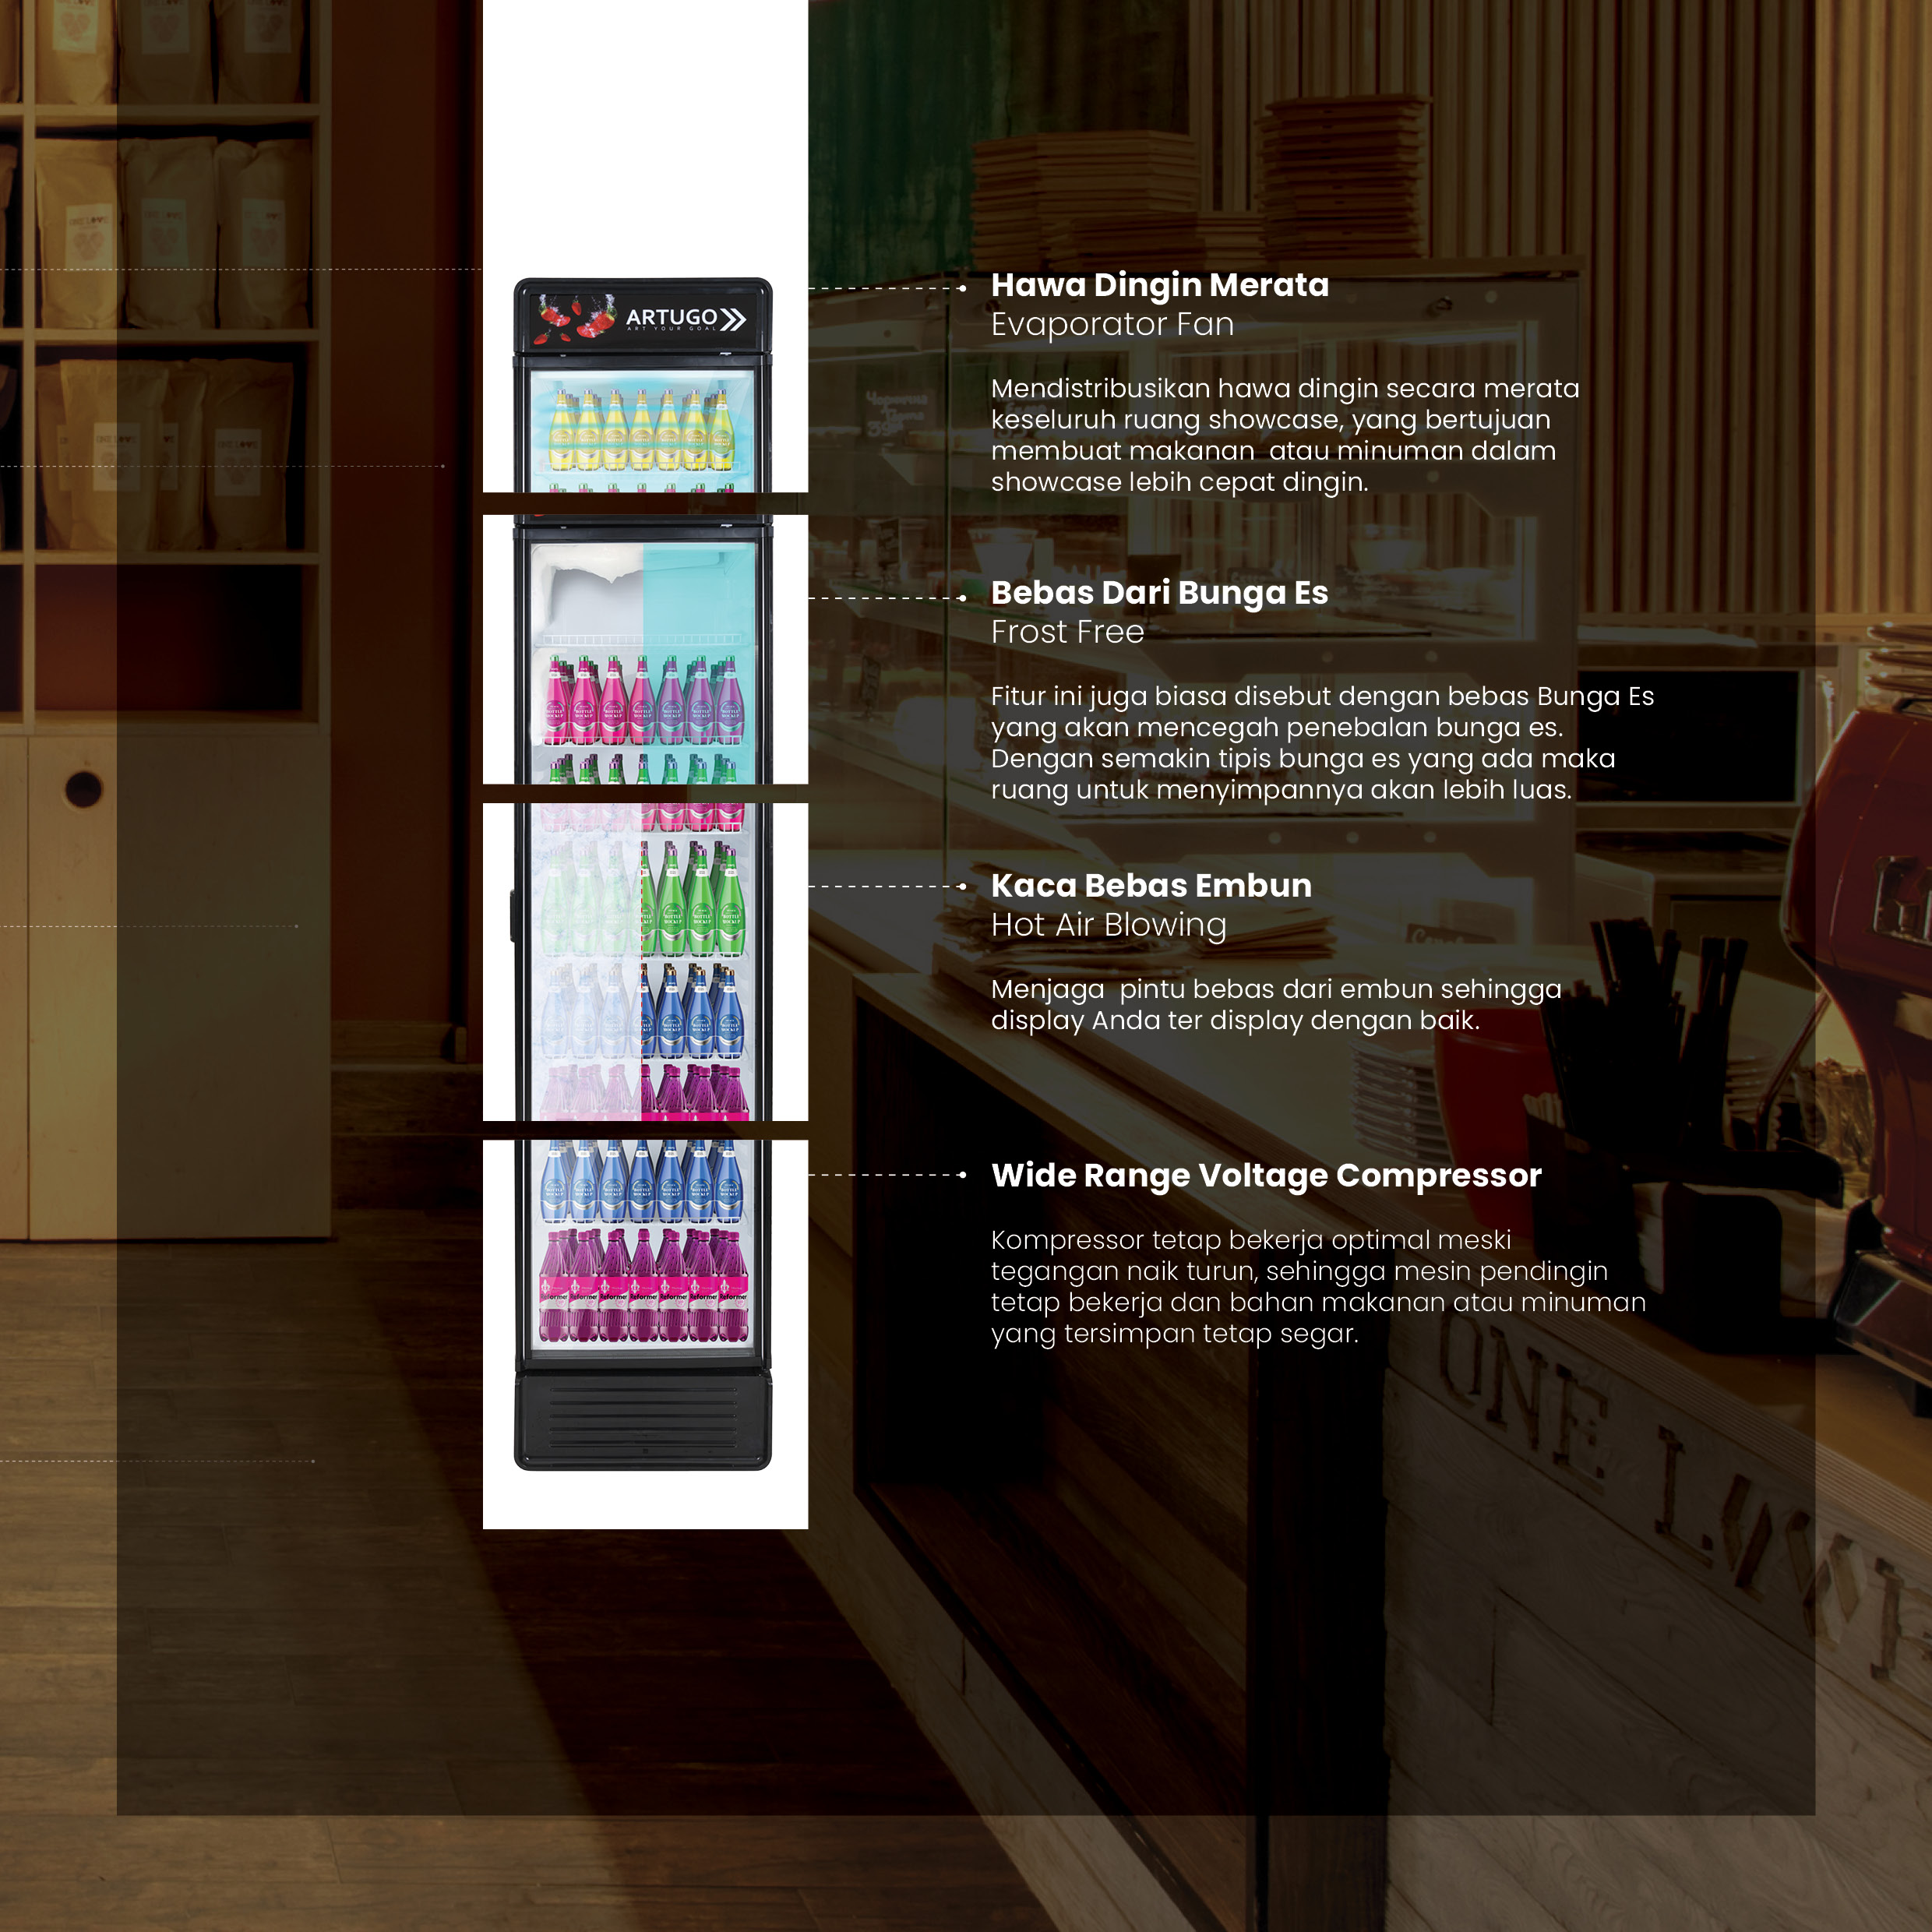 ARTUGO
ART YOUR GOAL
Hawa Dingin Merata
Evaporator Fan
Mendistribusikan hawa dingin secara merata
keseluruh ruang showcase, yang bertujuan
membuat makanan  atau minuman dalam
showcase lebih cepat dingin.
Bebas Dari Bunga Es
Frost Free
Fitur ini juga biasa disebut dengan bebas Bunga Es
yang akan mencegah penebalan bunga es.
Dengan semakin tipis bunga es yang ada maka
ruang untuk menyimpannya akan lebih luas.
Kaca Bebas Embun
Hot Air Blowing
Menjaga  pintu bebas dari embun sehingga
display Anda ter display dengan baik.
Wide Range Voltage Compressor
Kompressor tetap bekerja optimal meski
tegangan naik turun, sehingga mesin pendingin
tetap bekerja dan bahan makanan atau minuman
yang tersimpan tetap segar.
ONE LOVE